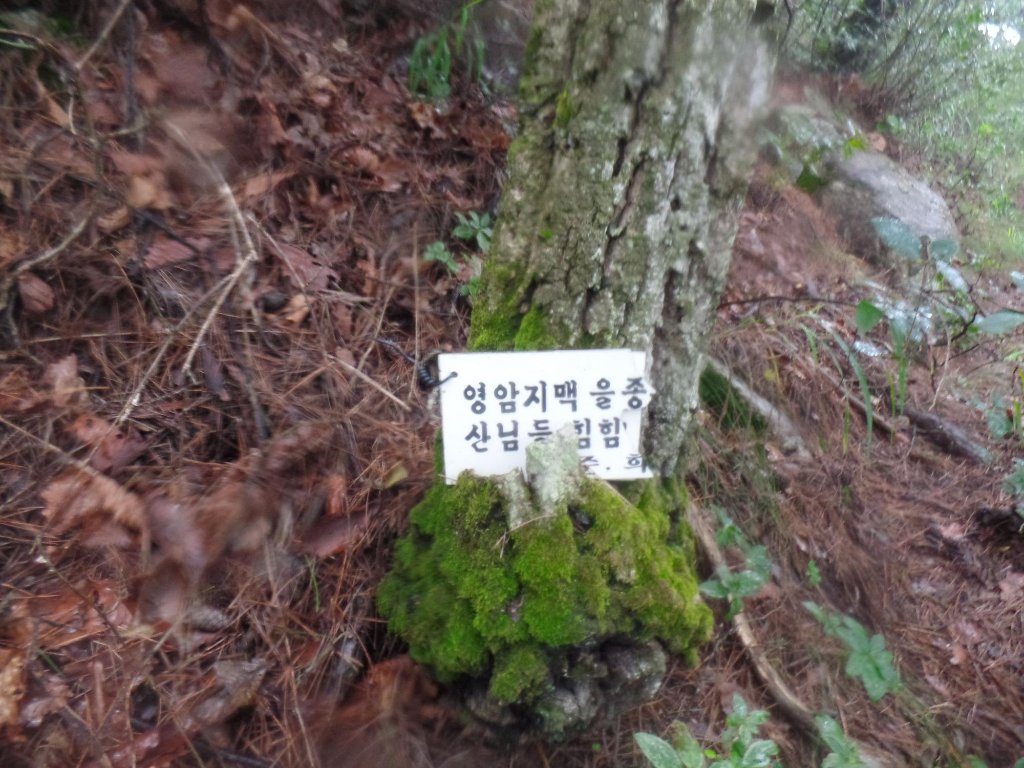 영암지맥 을종
산님들 힘힘
준.희